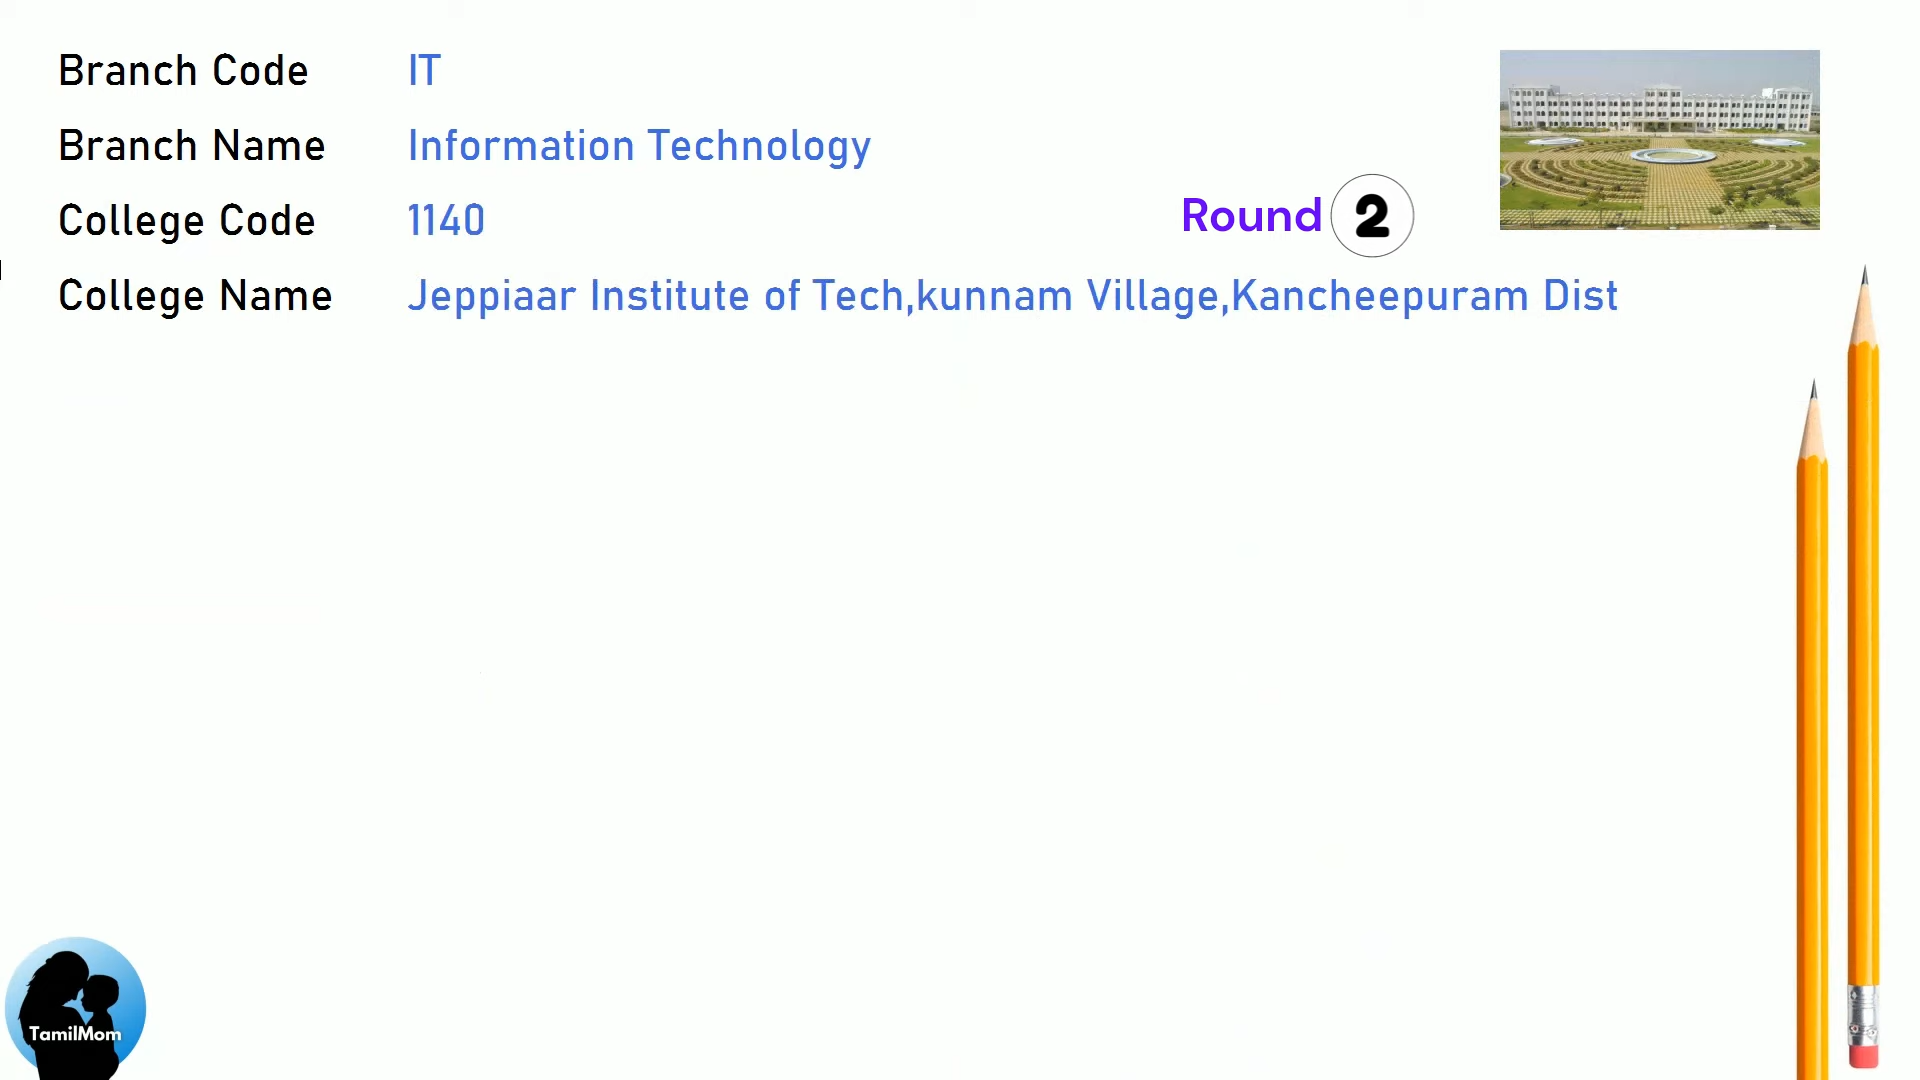 Branch Code IT
Branch Name Information Technology
College Code 1140
Round 2
College Name Jeppiaar Institute of Tech,kunnam Village,Kancheepuram Dist
TamilMom